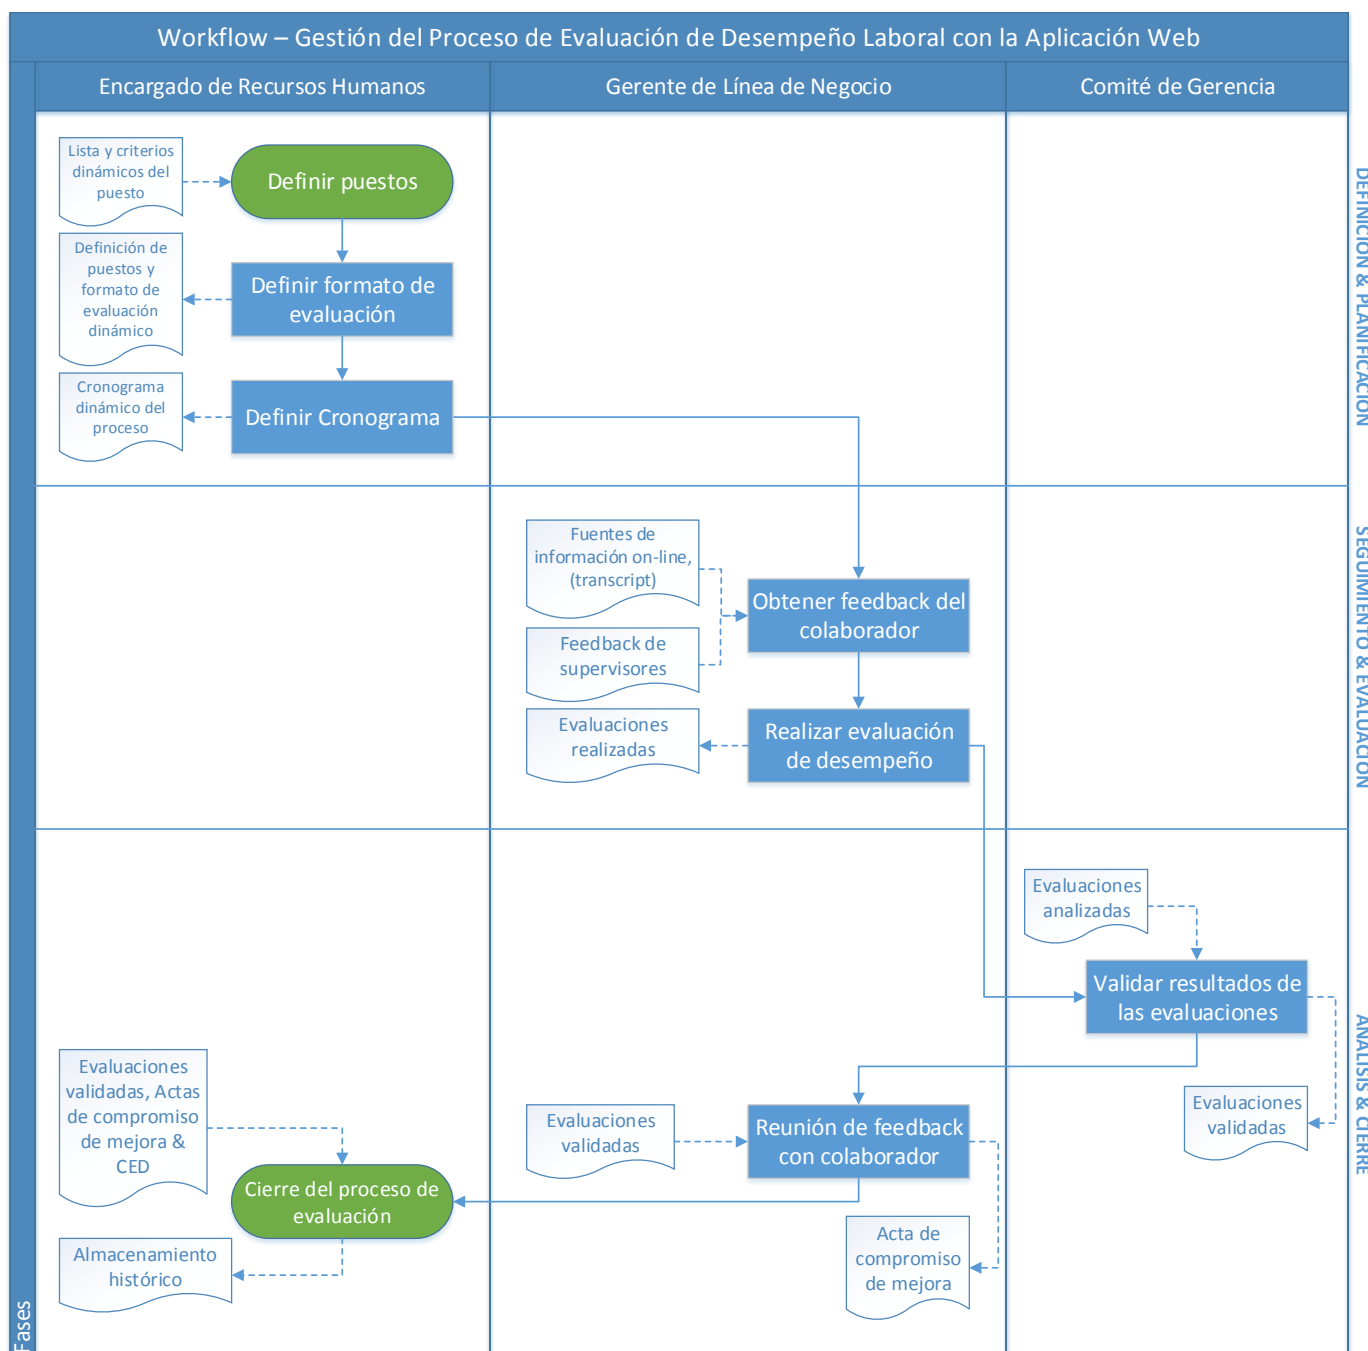 Workflow – Gestión del Proceso de Evaluación de Desempeño Laboral con la Aplicación Web
Encargado de Recursos Humanos
Gerente de Línea de Negocio
Comité de Gerencia
Lista y criterios
dinámicos del
puesto
Definir puestos
Definición de
puestos y
formato de
evaluación
dinámico
Definir formato de
evaluación
Cronograma
dinámico del
proceso
Definir Cronograma
DEFINICIÓN & PLANIFICACIÓN
Fuentes de
información on-line,
(transcript)
Obtener feedback del
colaborador
Feedback de
supervisores
Evaluaciones
realizadas
Realizar evaluación
de desempeño
SEGUIMIENTO & EVALUACIÓN
Evaluaciones
analizadas
Validar resultados de
las evaluaciones
Evaluaciones
validadas
Evaluaciones
validadas
Reunión de feedback
con colaborador
Acta de
compromiso
de mejora
Evaluaciones
validadas, Actas
de compromiso
de mejora &
CED
Cierre del proceso de
evaluación
Almacenamiento
histórico
ANÁLISIS & CIERRE
Fases